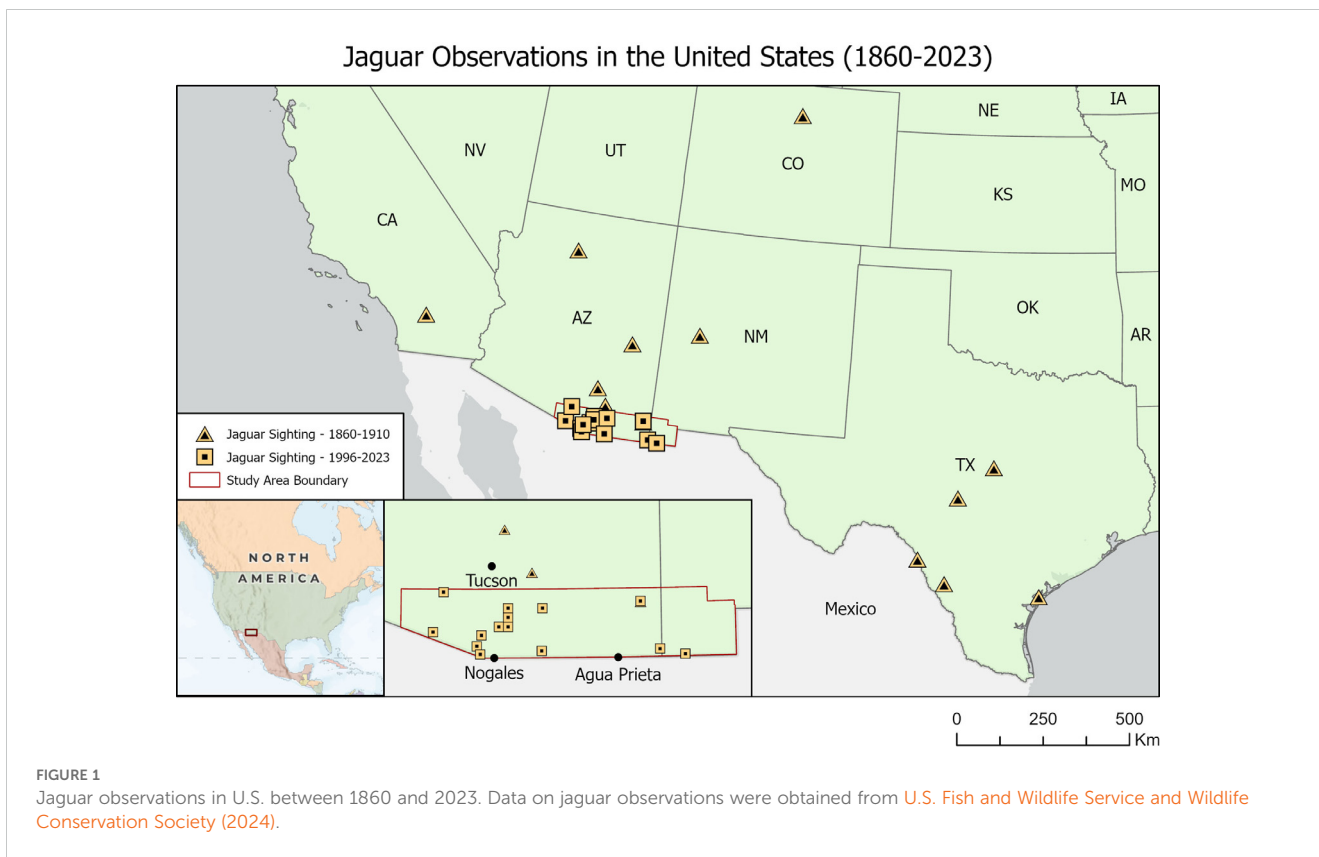 Jaguar Observations in the United States (1860-2023)
IA
NE
NV
UT
CO
MO
KS
CA
OK
AZ
NM
AR
Jaguar Sighting - 1860-1910
Jaguar Sighting - 1996-2023
Study Area Boundary
TX
NORTH
AMERICA
Tucson
Mexico
Nogales
Agua Prieta
0 250 500
Km
FIGURE 1
Jaguar observations in U.S. between 1860 and 2023. Data on jaguar observations were obtained from U.S. Fish and Wildlife Service and Wildlife
Conservation Society (2024).